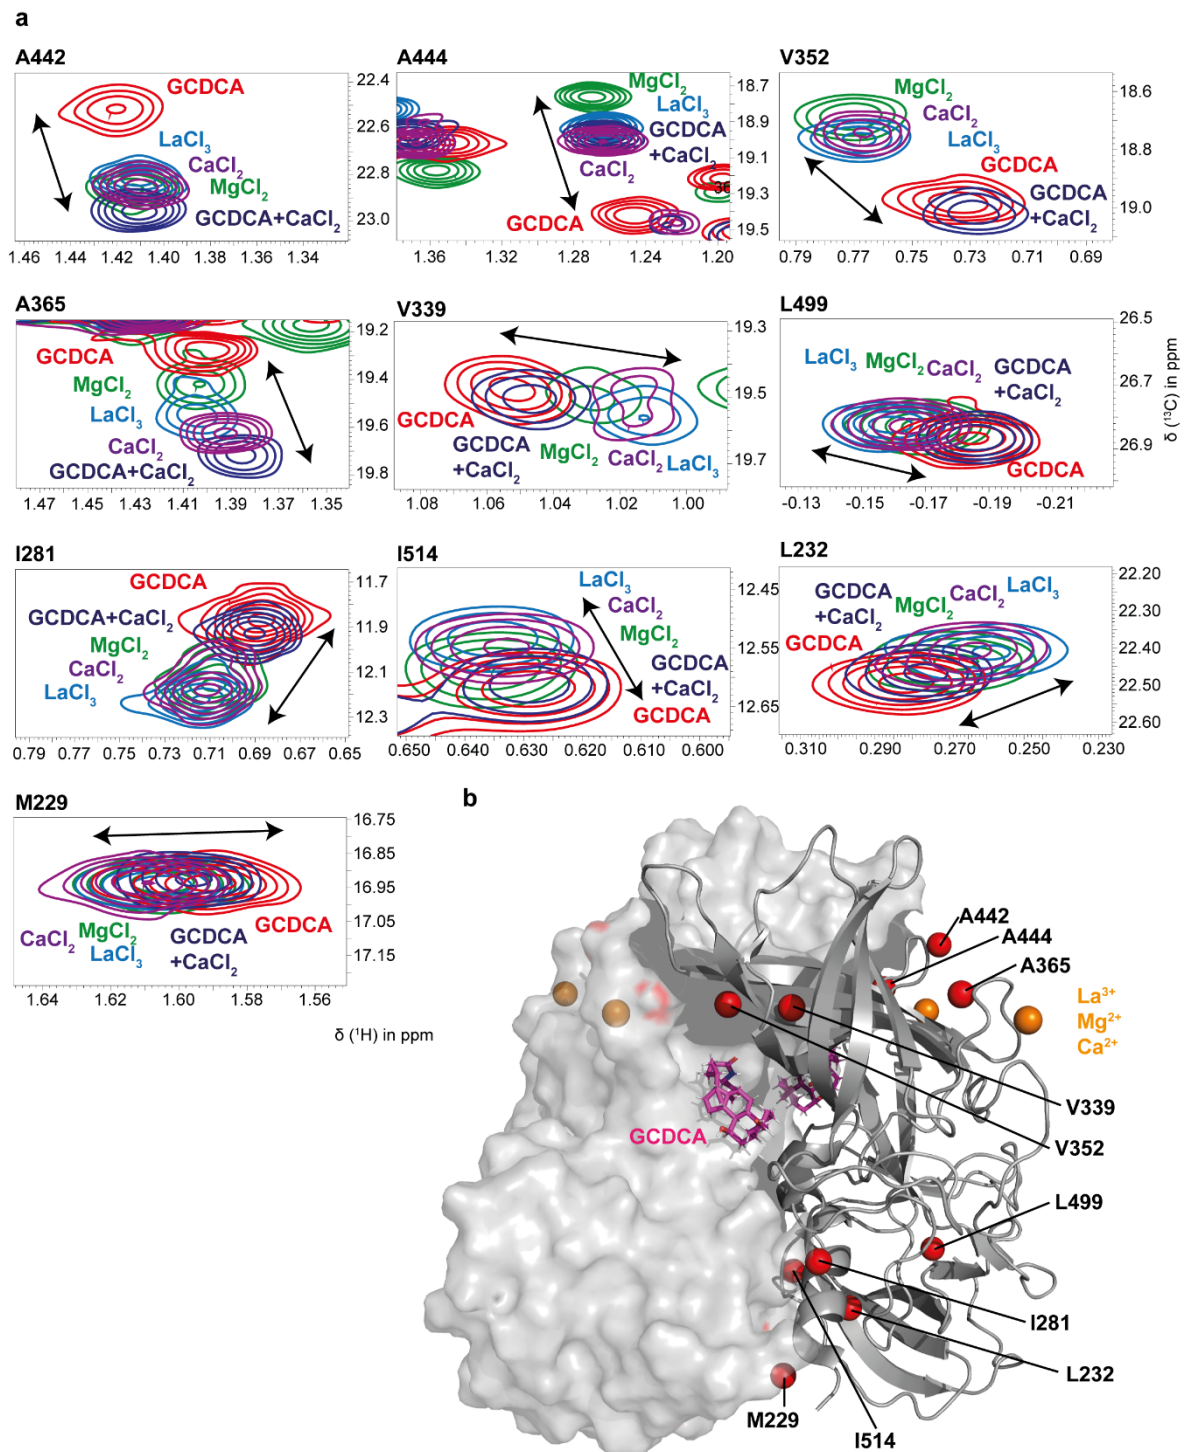 a
A442
GCDCA
LaCl3
CaCl2
MgCl2
GCDCA+CaCl2
22.4
22.6
22.8
23.0
1.46 1.44 1.42 1.40 1.38 1.36 1.34
A444
MgCl2
LaCl3
GCDCA
+CaCl2
CaCl2
GCDCA
36
18.7
18.9
19.1
19.3
19.5
1.36 1.32 1.28 1.24 1.20
V352
MgCl2
CaCl2
LaCl3
GCDCA
GCDCA
+CaCl2
18.6
18.8
19.0
0.79 0.77 0.75 0.73 0.71 0.69
A365
GCDCA
MgCl2
LaCl3
CaCl2
GCDCA+CaCl2
19.2
19.4
19.6
19.8
1.47 1.45 1.43 1.41 1.39 1.37 1.35
V339
GCDCA
GCDCA
+CaCl2
MgCl2
CaCl2
LaCl3
19.3
19.5
19.7
1.08 1.06 1.04 1.02 1.00
L499
LaCl3 MgCl2 CaCl2 GCDCA
+CaCl2
GCDCA
26.5
26.7
26.9
-0.13 -0.15 -0.17 -0.19 -0.21
δ (13C) in ppm
I281
GCDCA
GCDCA+CaCl2
MgCl2
CaCl2
LaCl3
11.7
11.9
12.1
12.3
0.79 0.77 0.75 0.73 0.71 0.69 0.67 0.65
I514
LaCl3
CaCl2
MgCl2
GCDCA
+CaCl2
GCDCA
12.45
12.55
12.65
0.650 0.640 0.630 0.620 0.610 0.600
L232
GCDCA
+CaCl2
MgCl2
CaCl2
LaCl3
GCDCA
22.20
22.30
22.40
22.50
22.60
0.310 0.290 0.270 0.250 0.230
M229
CaCl2
MgCl2
LaCl3
GCDCA
+CaCl2
GCDCA
16.75
16.85
16.95
17.05
17.15
1.64 1.62 1.60 1.58 1.56
δ (1H) in ppm
b
A442
A444
A365
La3+
Mg2+
Ca2+
V339
V352
GCDCA
L499
I281
L232
M229
I514